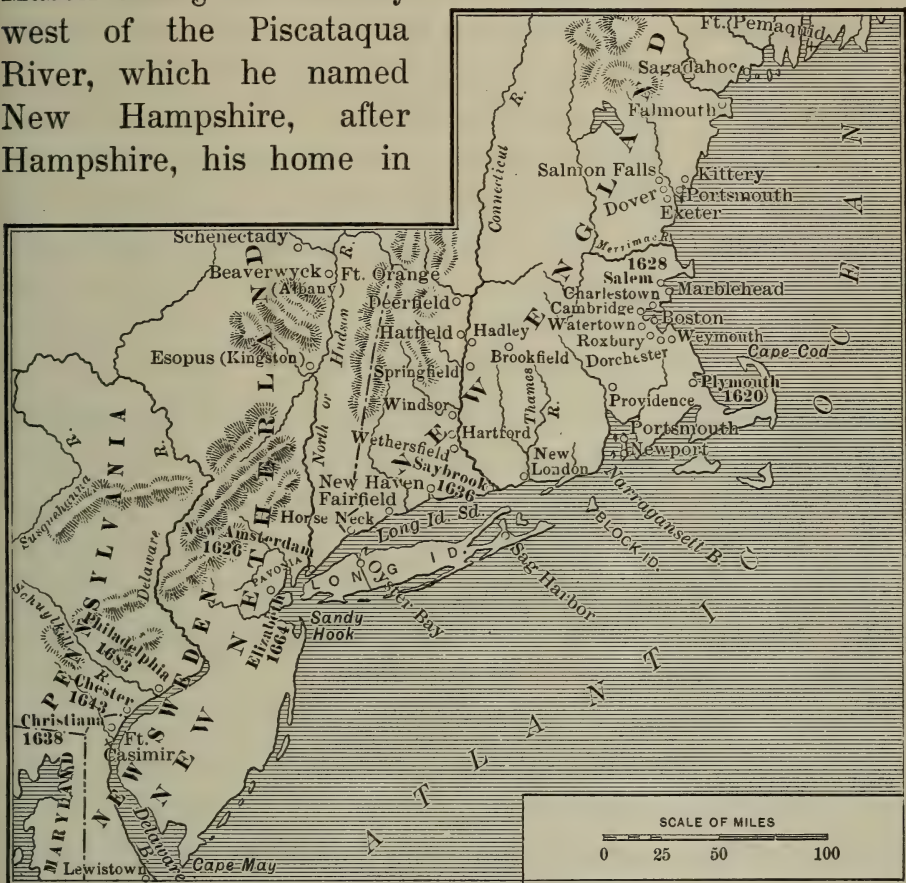 west of the Piscataqua
River, which he named
New Hampshire, after
Hampshire, his home in
Ft. Pemaquid
Sagadahoc
Falmouth
Connecticut R.
NEW ENGLAND
Salmon Falls
Kittery
Dover
Portsmouth
Exeter
Merrimac R.
Schenectady
Beaverwyck
(Albany)
Ft. Orange
1628
Salem
Marblehead
Charlestown
Cambridge
Boston
Watertown
Roxbury
Weymouth
Dorchester
Deerfield
Hatfield
Hadley
Brookfield
Cape Cod
Esopus (Kingston)
Springfield
North or Hudson R.
Thames R.
Plymouth
1620
Providence
Windsor
Hartford
Wethersfield
Portsmouth
Newport
Saybrook
1636
New
London
New Haven
Fairfield
Horse Neck
Long Id. Sd.
Narragansett B.
BLOCK ID.
LONG ID.
Oyster Bay
Sag Harbor
New Amsterdam
1626
PAVONIA
Elizabeth
1664
Sandy
Hook
NEW NETHERLAND
Susquehanna R.
Delaware R.
PENNSYLVANIA
Schuylkill R.
Philadelphia
1683
Chester
1643
Christiana
1638
Ft.
Casimir
NEW SWEDEN
MARYLAND
Delaware B.
Cape May
Lewistown
ATLANTIC OCEAN
SCALE OF MILES
0 25 50 100